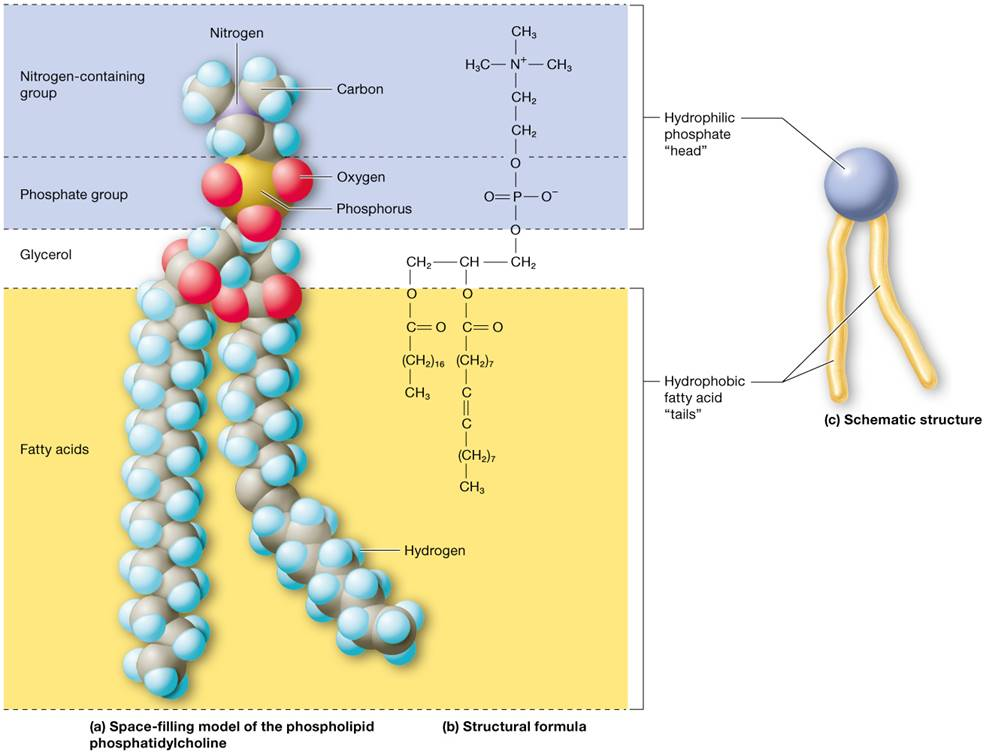 Nitrogen
Nitrogen-containing
group
Carbon
Phosphate group
Oxygen
Phosphorus
Glycerol
Fatty acids
Hydrogen
CH₃
H₃C—N⁺—CH₃
CH₂
CH₂
O
O=P—O⁻
O
CH₂—CH—CH₂
O O
C=O C=O
(CH₂)₁₆ (CH₂)₇
CH₃ C
C
(CH₂)₇
CH₃
Hydrophilic
phosphate
“head”
Hydrophobic
fatty acid
“tails”
(c) Schematic structure
(a) Space-filling model of the phospholipid
phosphatidylcholine
(b) Structural formula